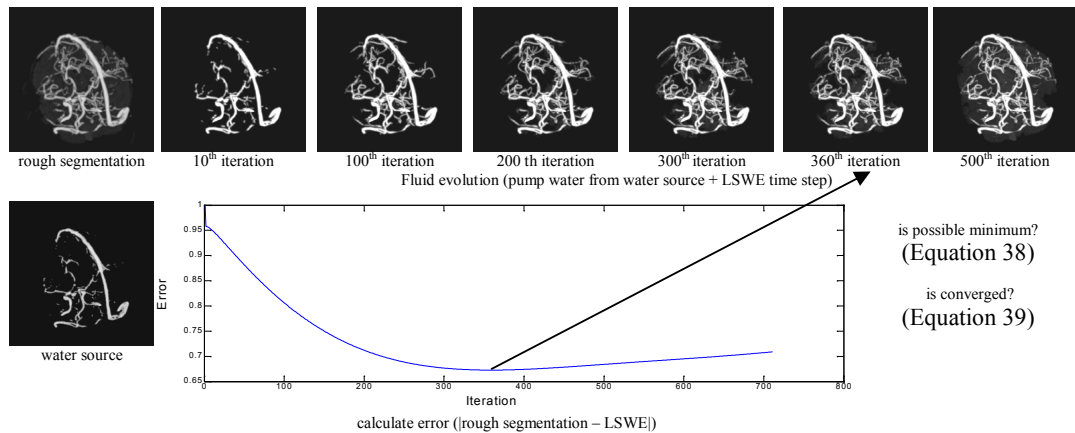 rough segmentation
10th iteration
100th iteration
200 th iteration
300th iteration
360th iteration
500th iteration
Fluid evolution (pump water from water source + LSWE time step)
water source
1
0.95
0.9
0.85
0.8
0.75
0.7
0.65
Error
0 100 200 300 400 500 600 700 800
Iteration
calculate error (|rough segmentation – LSWE|)
is possible minimum?
(Equation 38)
is converged?
(Equation 39)